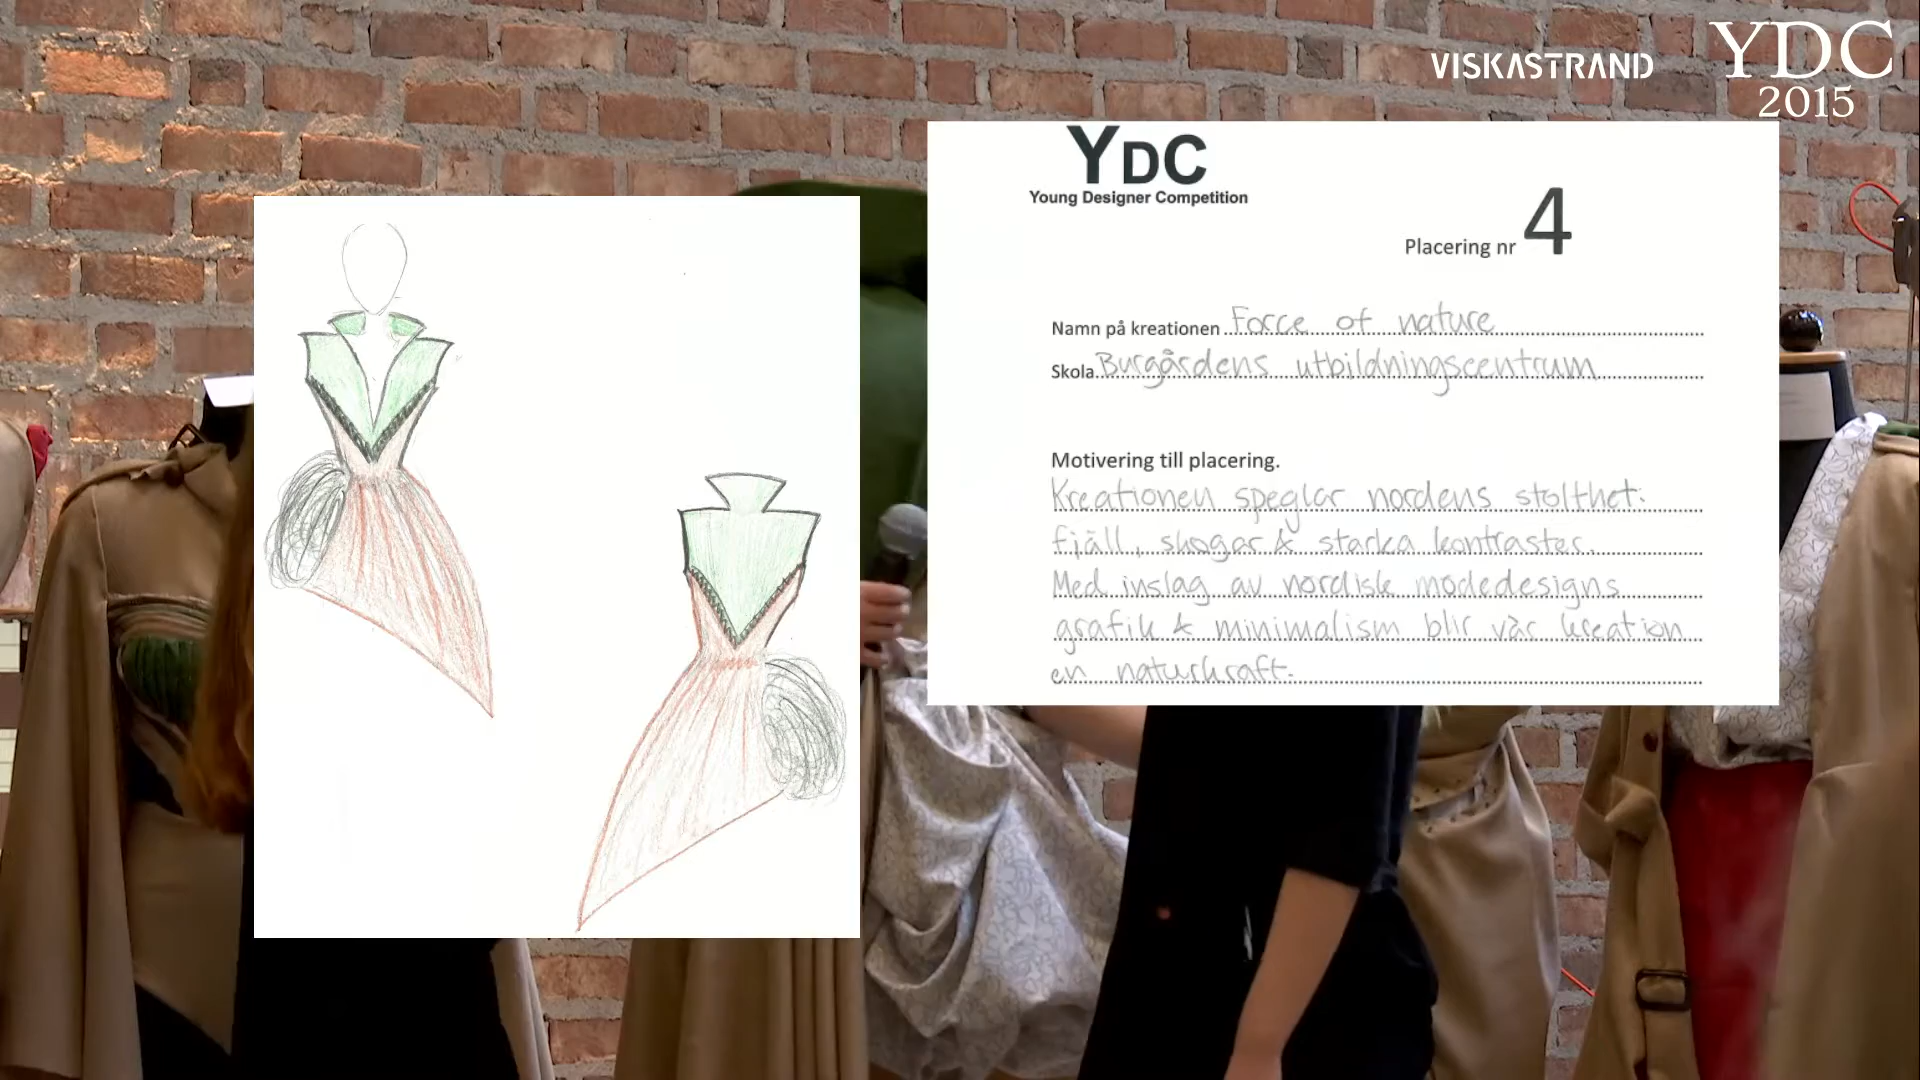 VISKASTRAND
YDC
2015
YDC
Young Designer Competition
Placering nr 4
Namn på kreationen Force of nature
Skola Burgårdens utbildningscentrum
Motivering till placering.
Kreationen speglar nordens stolthet:
fjäll, skogar & starka kontraster.
Med inslag av nordisk modedesigns
grafik & minimalism blir vår kreation
en naturkraft.